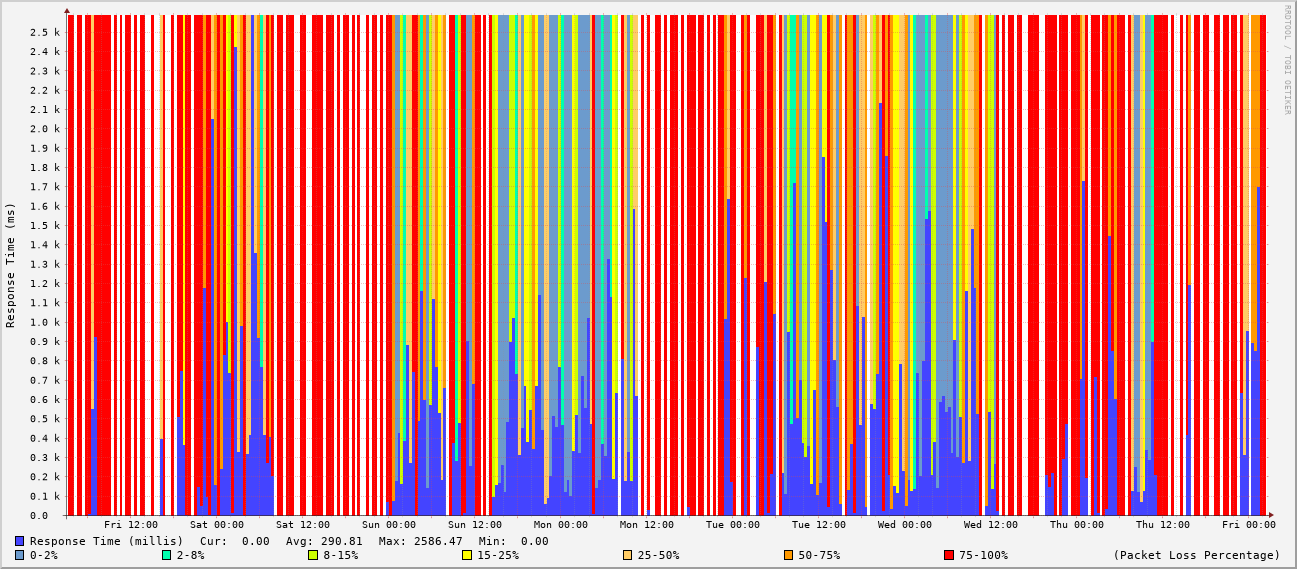 RRDTOOL / TOBI OETIKER
Response Time (ms)
2.5 k
2.4 k
2.3 k
2.2 k
2.1 k
2.0 k
1.9 k
1.8 k
1.7 k
1.6 k
1.5 k
1.4 k
1.3 k
1.2 k
1.1 k
1.0 k
0.9 k
0.8 k
0.7 k
0.6 k
0.5 k
0.4 k
0.3 k
0.2 k
0.1 k
0.0
Fri 12:00 Sat 00:00 Sat 12:00 Sun 00:00 Sun 12:00 Mon 00:00 Mon 12:00 Tue 00:00 Tue 12:00 Wed 00:00 Wed 12:00 Thu 00:00 Thu 12:00 Fri 00:00
Response Time (millis) Cur: 0.00 Avg: 290.81 Max: 2586.47 Min: 0.00
0-2% 2-8% 8-15% 15-25% 25-50% 50-75% 75-100% (Packet Loss Percentage)